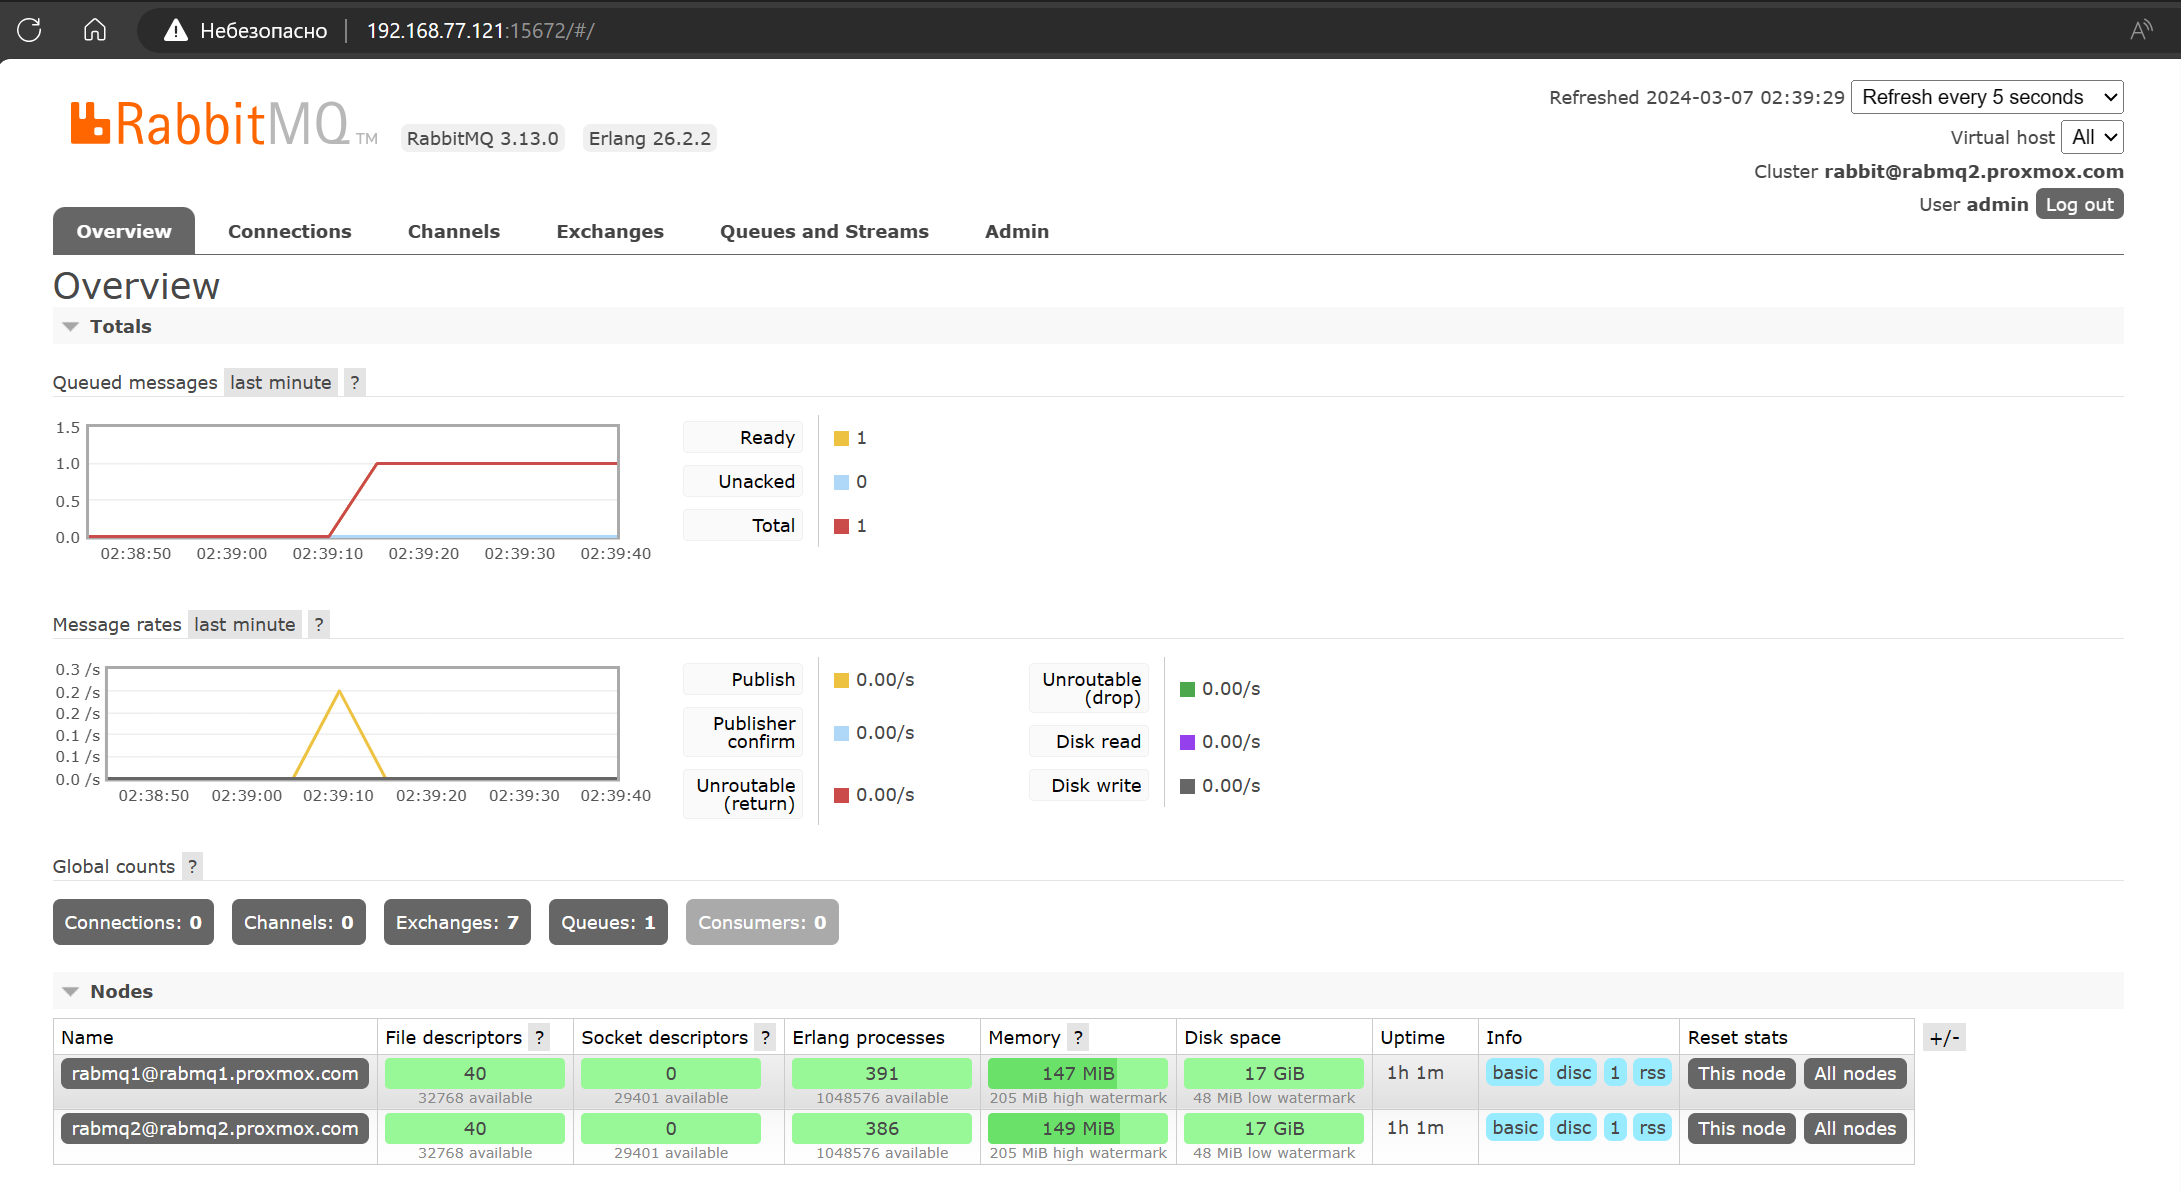 Небезопасно 192.168.77.121:15672/#/
RabbitMQ TM RabbitMQ 3.13.0 Erlang 26.2.2
Refreshed 2024-03-07 02:39:29 Refresh every 5 seconds
Virtual host All
Cluster rabbit@rabmq2.proxmox.com
User admin Log out
Overview Connections Channels Exchanges Queues and Streams Admin
Overview
Totals
Queued messages last minute ?
1.5
1.0
0.5
0.0
02:38:50 02:39:00 02:39:10 02:39:20 02:39:30 02:39:40
Ready 1
Unacked 0
Total 1
Message rates last minute ?
0.3 /s
0.2 /s
0.2 /s
0.1 /s
0.1 /s
0.0 /s
02:38:50 02:39:00 02:39:10 02:39:20 02:39:30 02:39:40
Publish 0.00/s
Publisher
confirm 0.00/s
Unroutable
(return) 0.00/s
Unroutable
(drop) 0.00/s
Disk read 0.00/s
Disk write 0.00/s
Global counts ?
Connections: 0 Channels: 0 Exchanges: 7 Queues: 1 Consumers: 0
Nodes
Name File descriptors ? Socket descriptors ? Erlang processes Memory ? Disk space Uptime Info Reset stats +/-
rabmq1@rabmq1.proxmox.com 40 0 391 147 MiB 17 GiB 1h 1m basic disc 1 rss This node All nodes
32768 available 29401 available 1048576 available 205 MiB high watermark 48 MiB low watermark
rabmq2@rabmq2.proxmox.com 40 0 386 149 MiB 17 GiB 1h 1m basic disc 1 rss This node All nodes
32768 available 29401 available 1048576 available 205 MiB high watermark 48 MiB low watermark